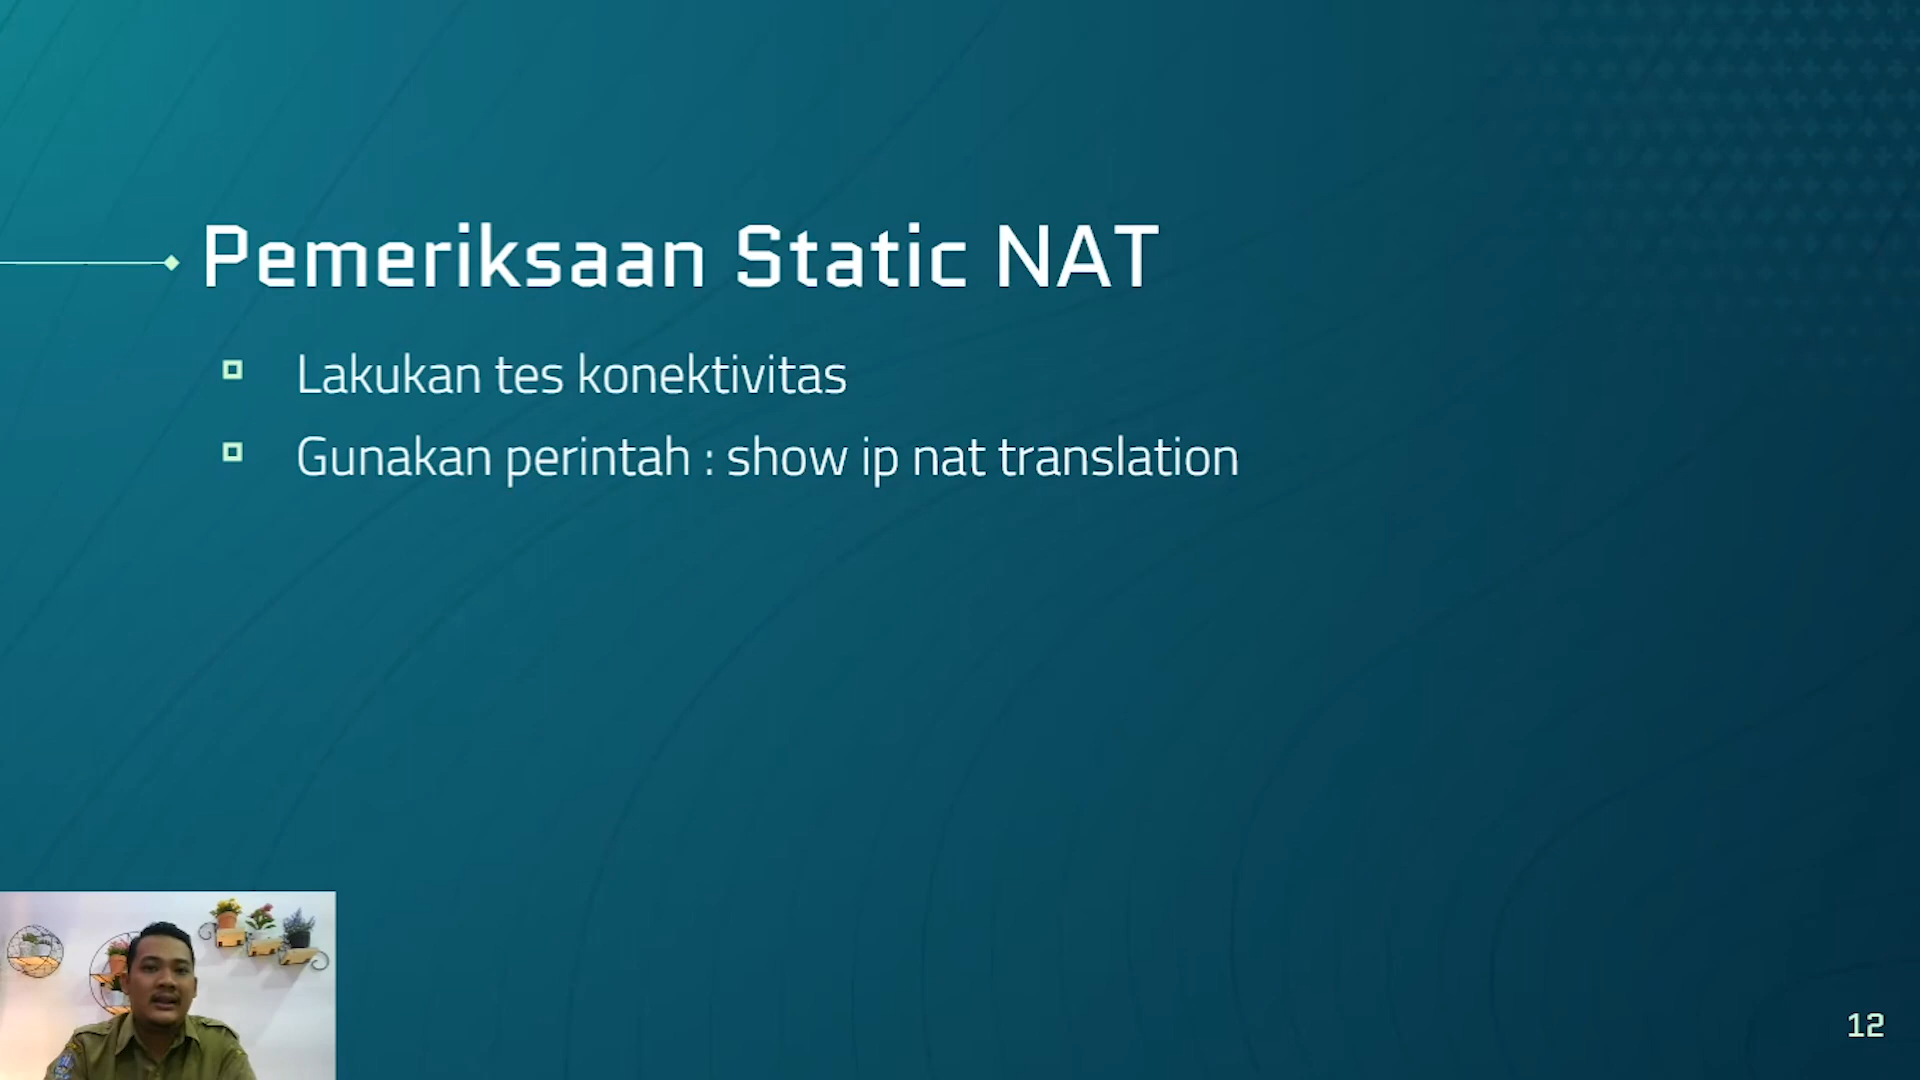 Pemeriksaan Static NAT
Lakukan tes konektivitas
Gunakan perintah : show ip nat translation
12